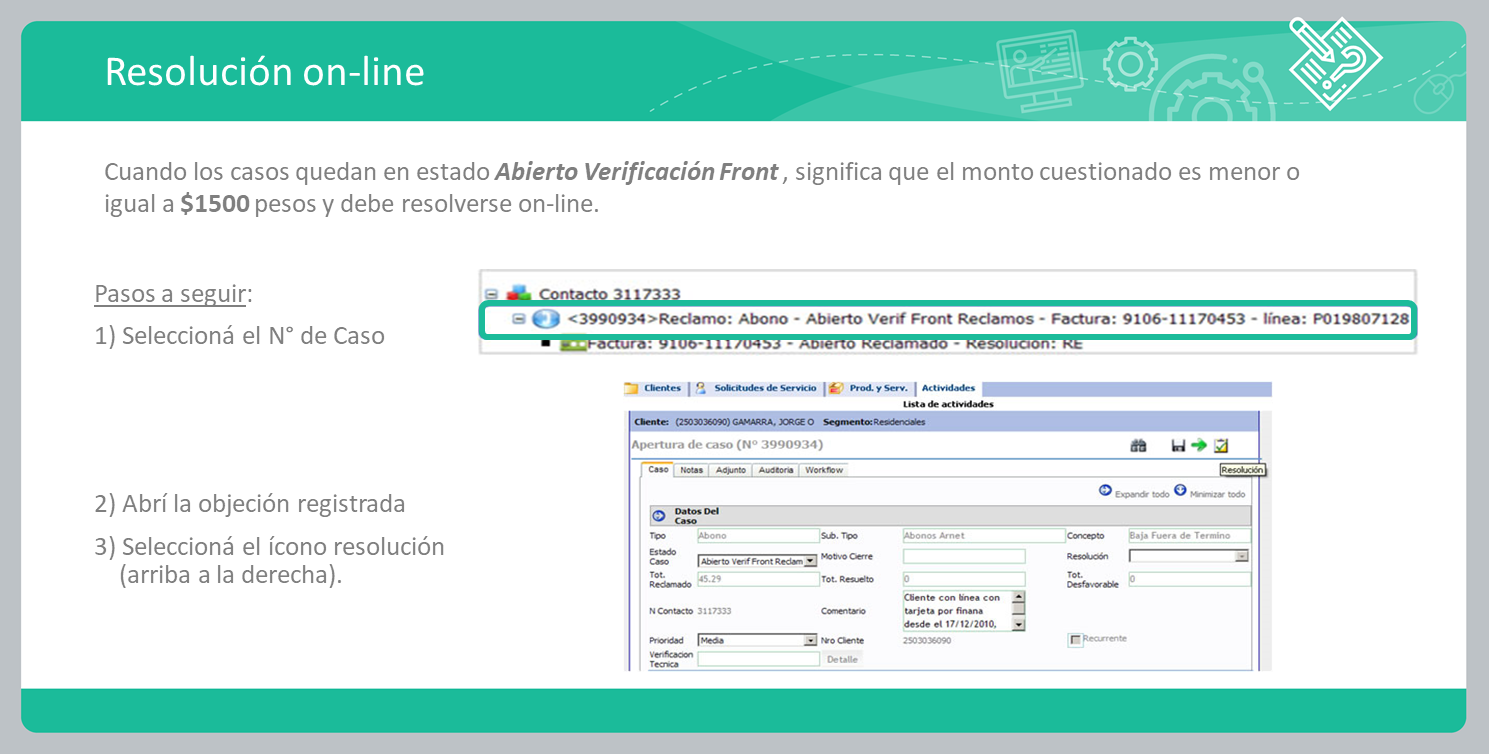 Resolución on-line
Cuando los casos quedan en estado Abierto Verificación Front , significa que el monto cuestionado es menor o
igual a $1500 pesos y debe resolverse on-line.
Pasos a seguir:
1) Seleccioná el N° de Caso
Contacto 3117333
<3990934>Reclamo: Abono - Abierto Verif Front Reclamos - Factura: 9106-11170453 - línea: P019807128
Factura: 9106-11170453 - Abierto Reclamado - Resolucion: RE
2) Abrí la objeción registrada
3) Seleccioná el ícono resolución
(arriba a la derecha).
Clientes Solicitudes de Servicio Prod. y Serv. Actividades
Lista de actividades
Cliente: (2503036090) GAMARRA, JORGE O Segmento:Residenciales
Apertura de caso (Nº 3990934)
Resolución
Caso Notas Adjunto Auditoria Workflow
Expandir todo Minimizar todo
Datos Del
Caso
Tipo Abono Sub. Tipo Abonos Arnet Concepto Baja Fuera de Termino
Estado
Caso Abierto Verif Front Reclam Motivo Cierre Resolución
Tot.
Reclamado 45.29 Tot. Resuelto 0 Tot.
Desfavorable 0
N Contacto 3117333 Comentario Cliente con línea con
tarjeta por finana
desde el 17/12/2010,
Prioridad Media Nro Cliente 2503036090 Recurrente
Verificacion
Tecnica Detalle